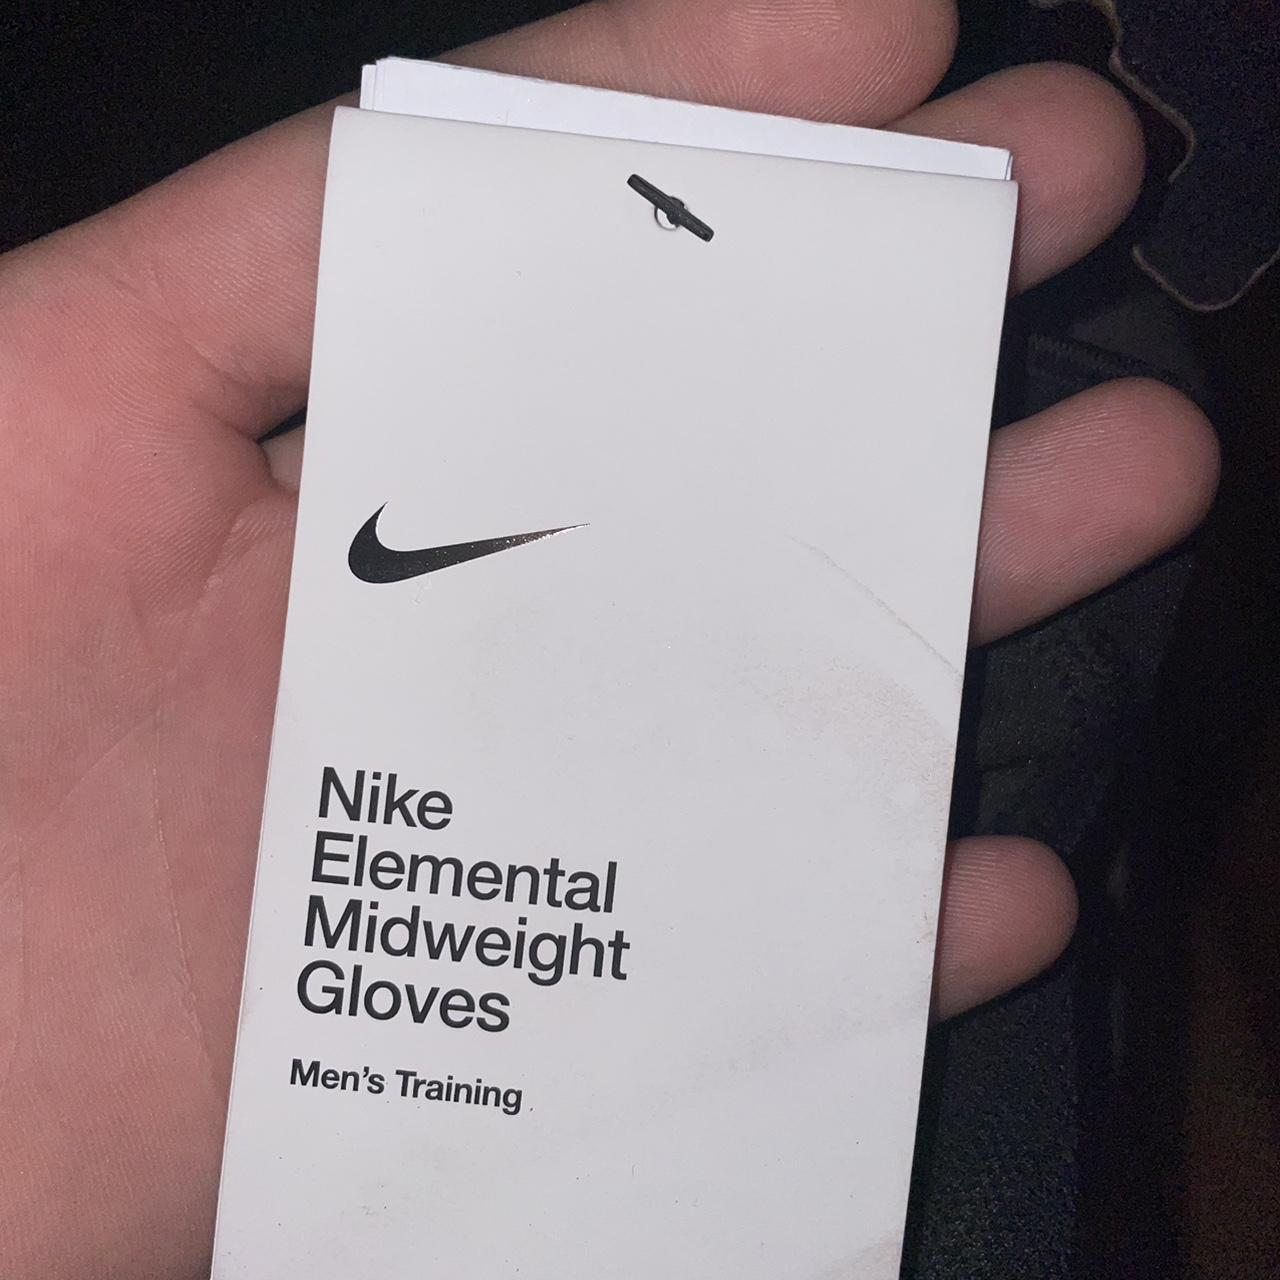 Nike
Elemental
Midweight
Gloves
Men's Training